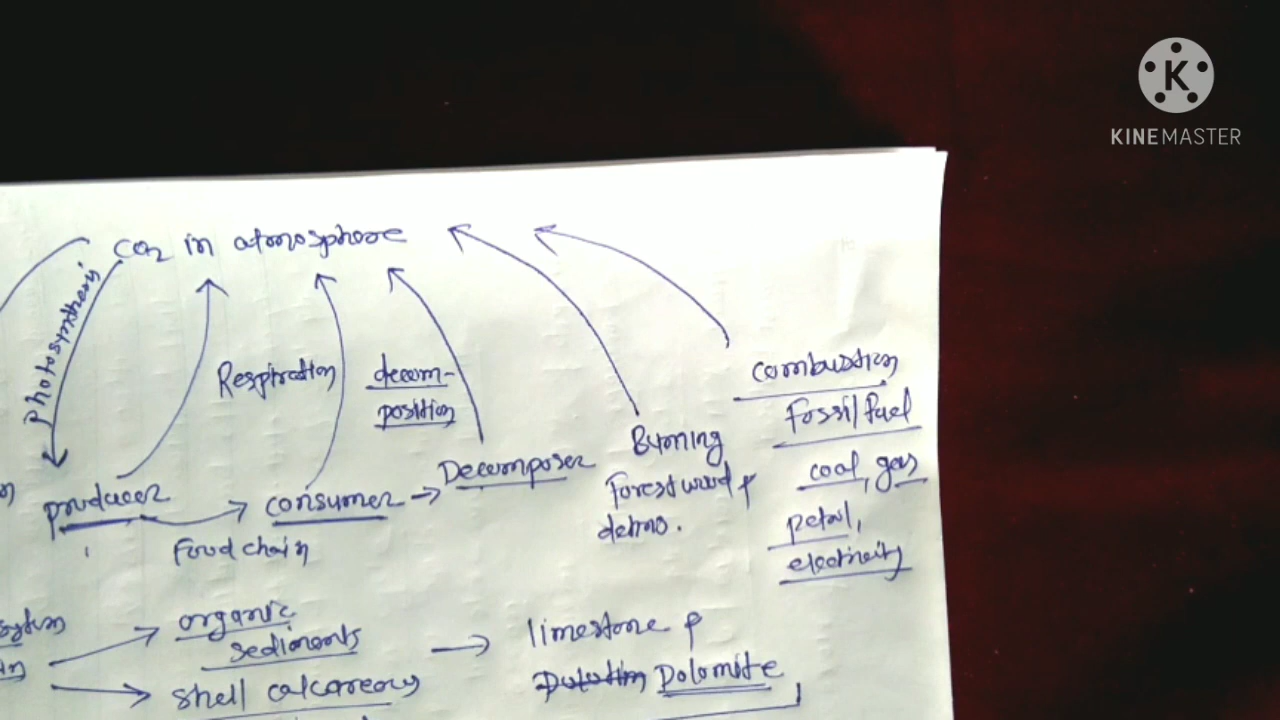 K
KINEMASTER
CO2 in atmosphere
Photosynthesis
Respiration
decom-
position
combustion
Fossil fuel
coal, gas
petrol,
electricity
Burning
Forest wood &
debris.
producer
consumer
Decomposer
Food chain
organic
sediments
shell calcareous
limestone &
Dolomite